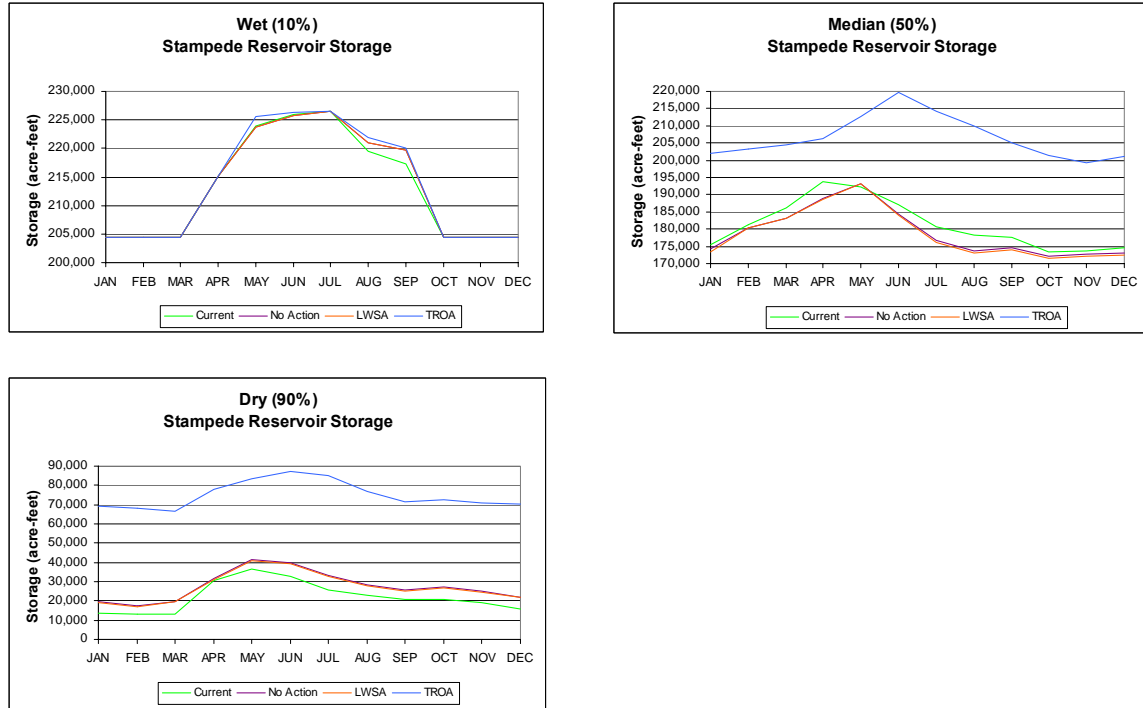 Wet (10%)
Stampede Reservoir Storage
Storage (acre-feet)
230,000
225,000
220,000
215,000
210,000
205,000
200,000
JAN FEB MAR APR MAY JUN JUL AUG SEP OCT NOV DEC
Current No Action LWSA TROA
Median (50%)
Stampede Reservoir Storage
Storage (acre-feet)
220,000
215,000
210,000
205,000
200,000
195,000
190,000
185,000
180,000
175,000
170,000
JAN FEB MAR APR MAY JUN JUL AUG SEP OCT NOV DEC
Current No Action LWSA TROA
Dry (90%)
Stampede Reservoir Storage
Storage (acre-feet)
90,000
80,000
70,000
60,000
50,000
40,000
30,000
20,000
10,000
0
JAN FEB MAR APR MAY JUN JUL AUG SEP OCT NOV DEC
Current No Action LWSA TROA